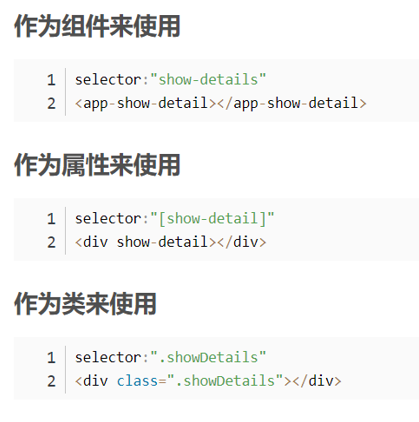 作为组件来使用
1 selector:"show-details"
2 <app-show-detail></app-show-detail>
作为属性来使用
1 selector:"[show-detail]"
2 <div show-detail></div>
作为类来使用
1 selector:".showDetails"
2 <div class=".showDetails"></div>